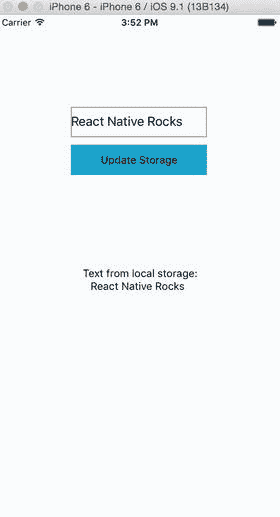 iPhone 6 - iPhone 6 / iOS 9.1 (13B134)
Carrier 3:52 PM
React Native Rocks
Update Storage
Text from local storage:
React Native Rocks